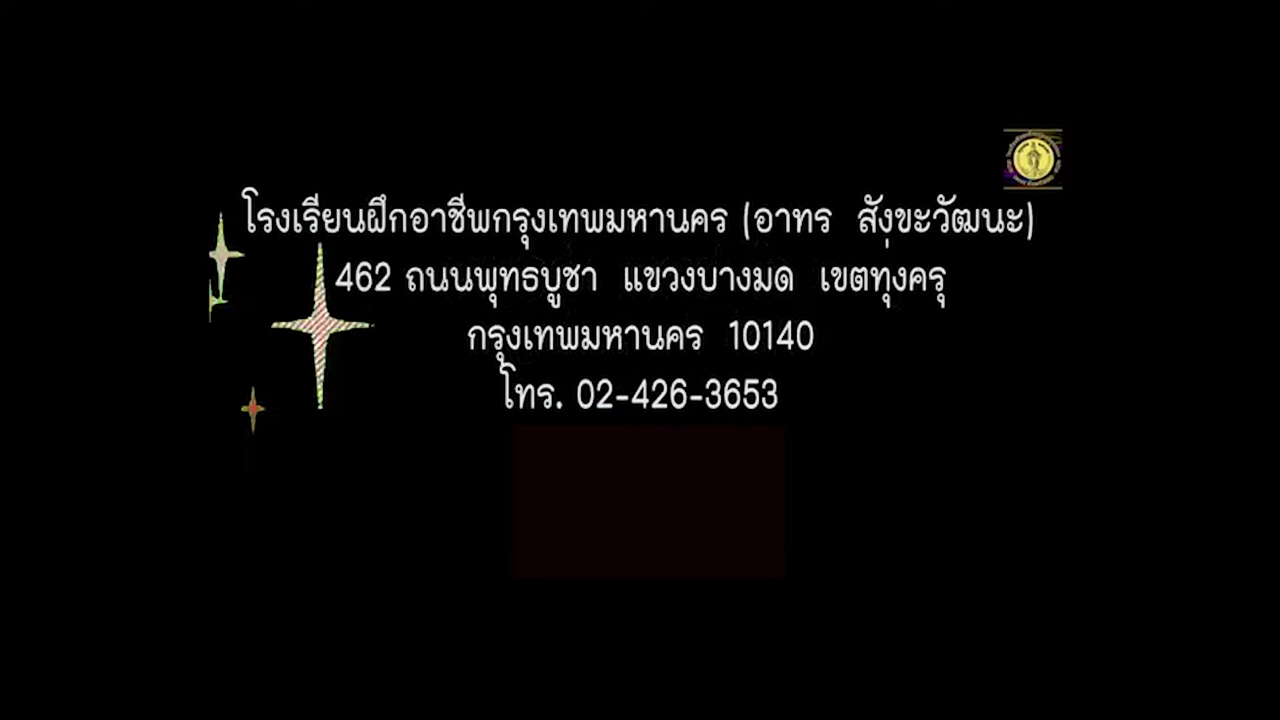 โรงเรียนฝึกอาชีพกรุงเทพมหานคร (อาทร  สังขะวัฒนะ)
462 ถนนพุทธบูชา  แขวงบางมด  เขตทุ่งครุ
กรุงเทพมหานคร  10140
โทร. 02-426-3653